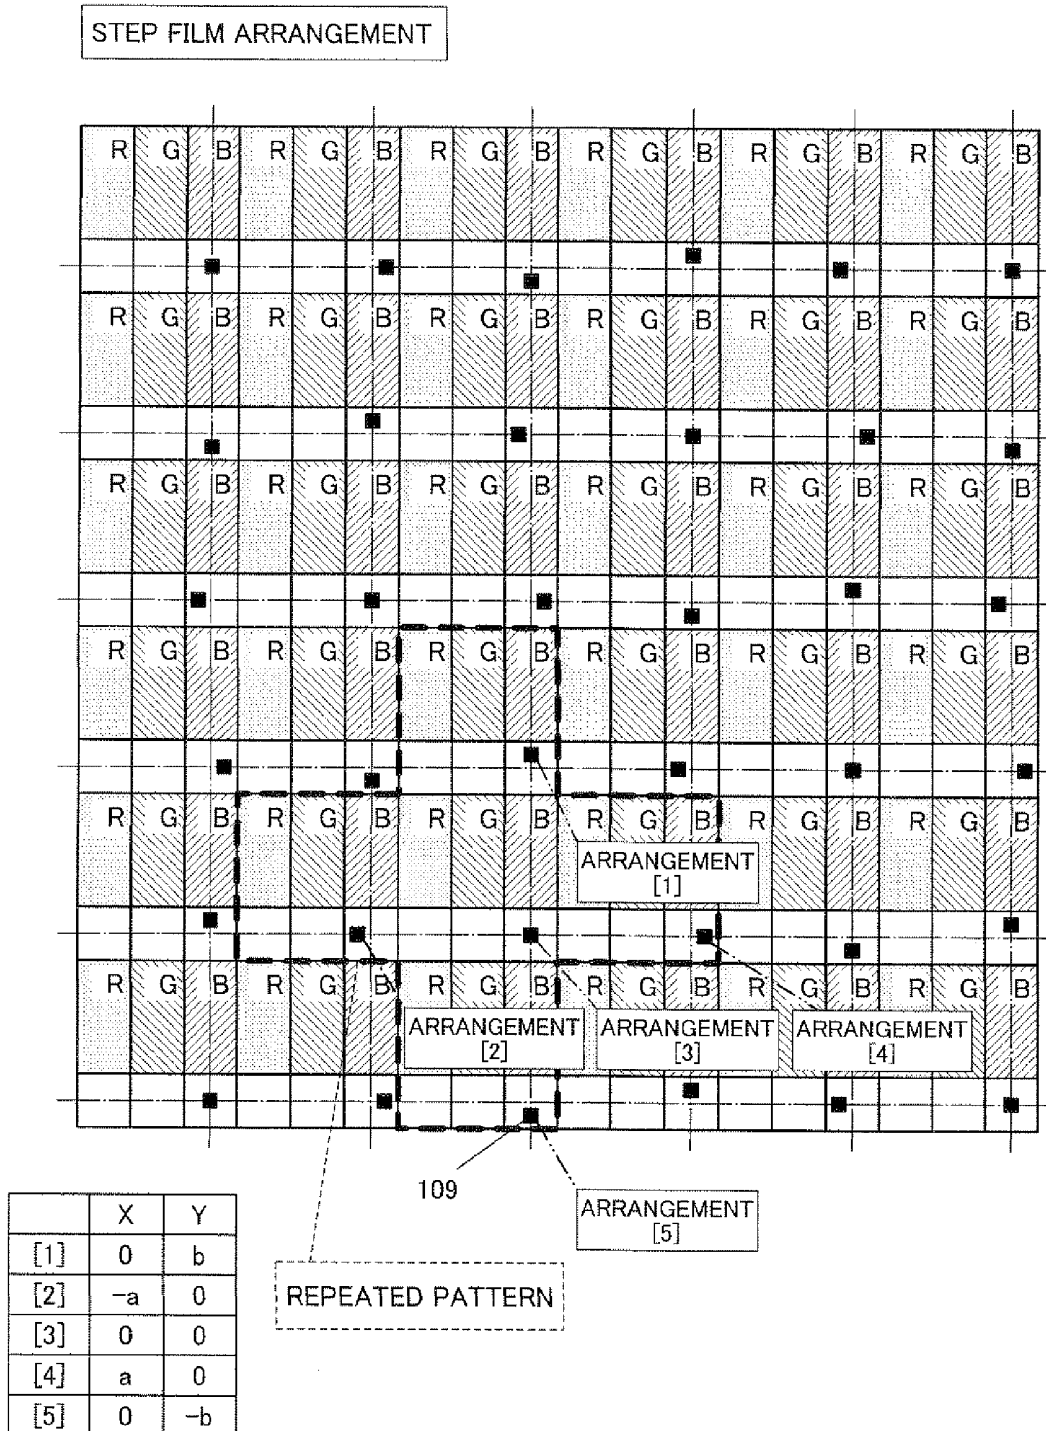 STEP FILM ARRANGEMENT
R G B R G B R G B R G B R G B R G B
R G B R G B R G B R G B R G B R G B
R G B R G B R G B R G B R G B R G B
R G B R G B R G B R G B R G B R G B
R G B R G B R G B R G B R G B R G B
ARRANGEMENT
[1]
R G B R G B R G B R G B R G B R G B
ARRANGEMENT
[2]
ARRANGEMENT
[3]
ARRANGEMENT
[4]
109
ARRANGEMENT
[5]
REPEATED PATTERN
X Y
[1] 0 b
[2] -a 0
[3] 0 0
[4] a 0
[5] 0 -b